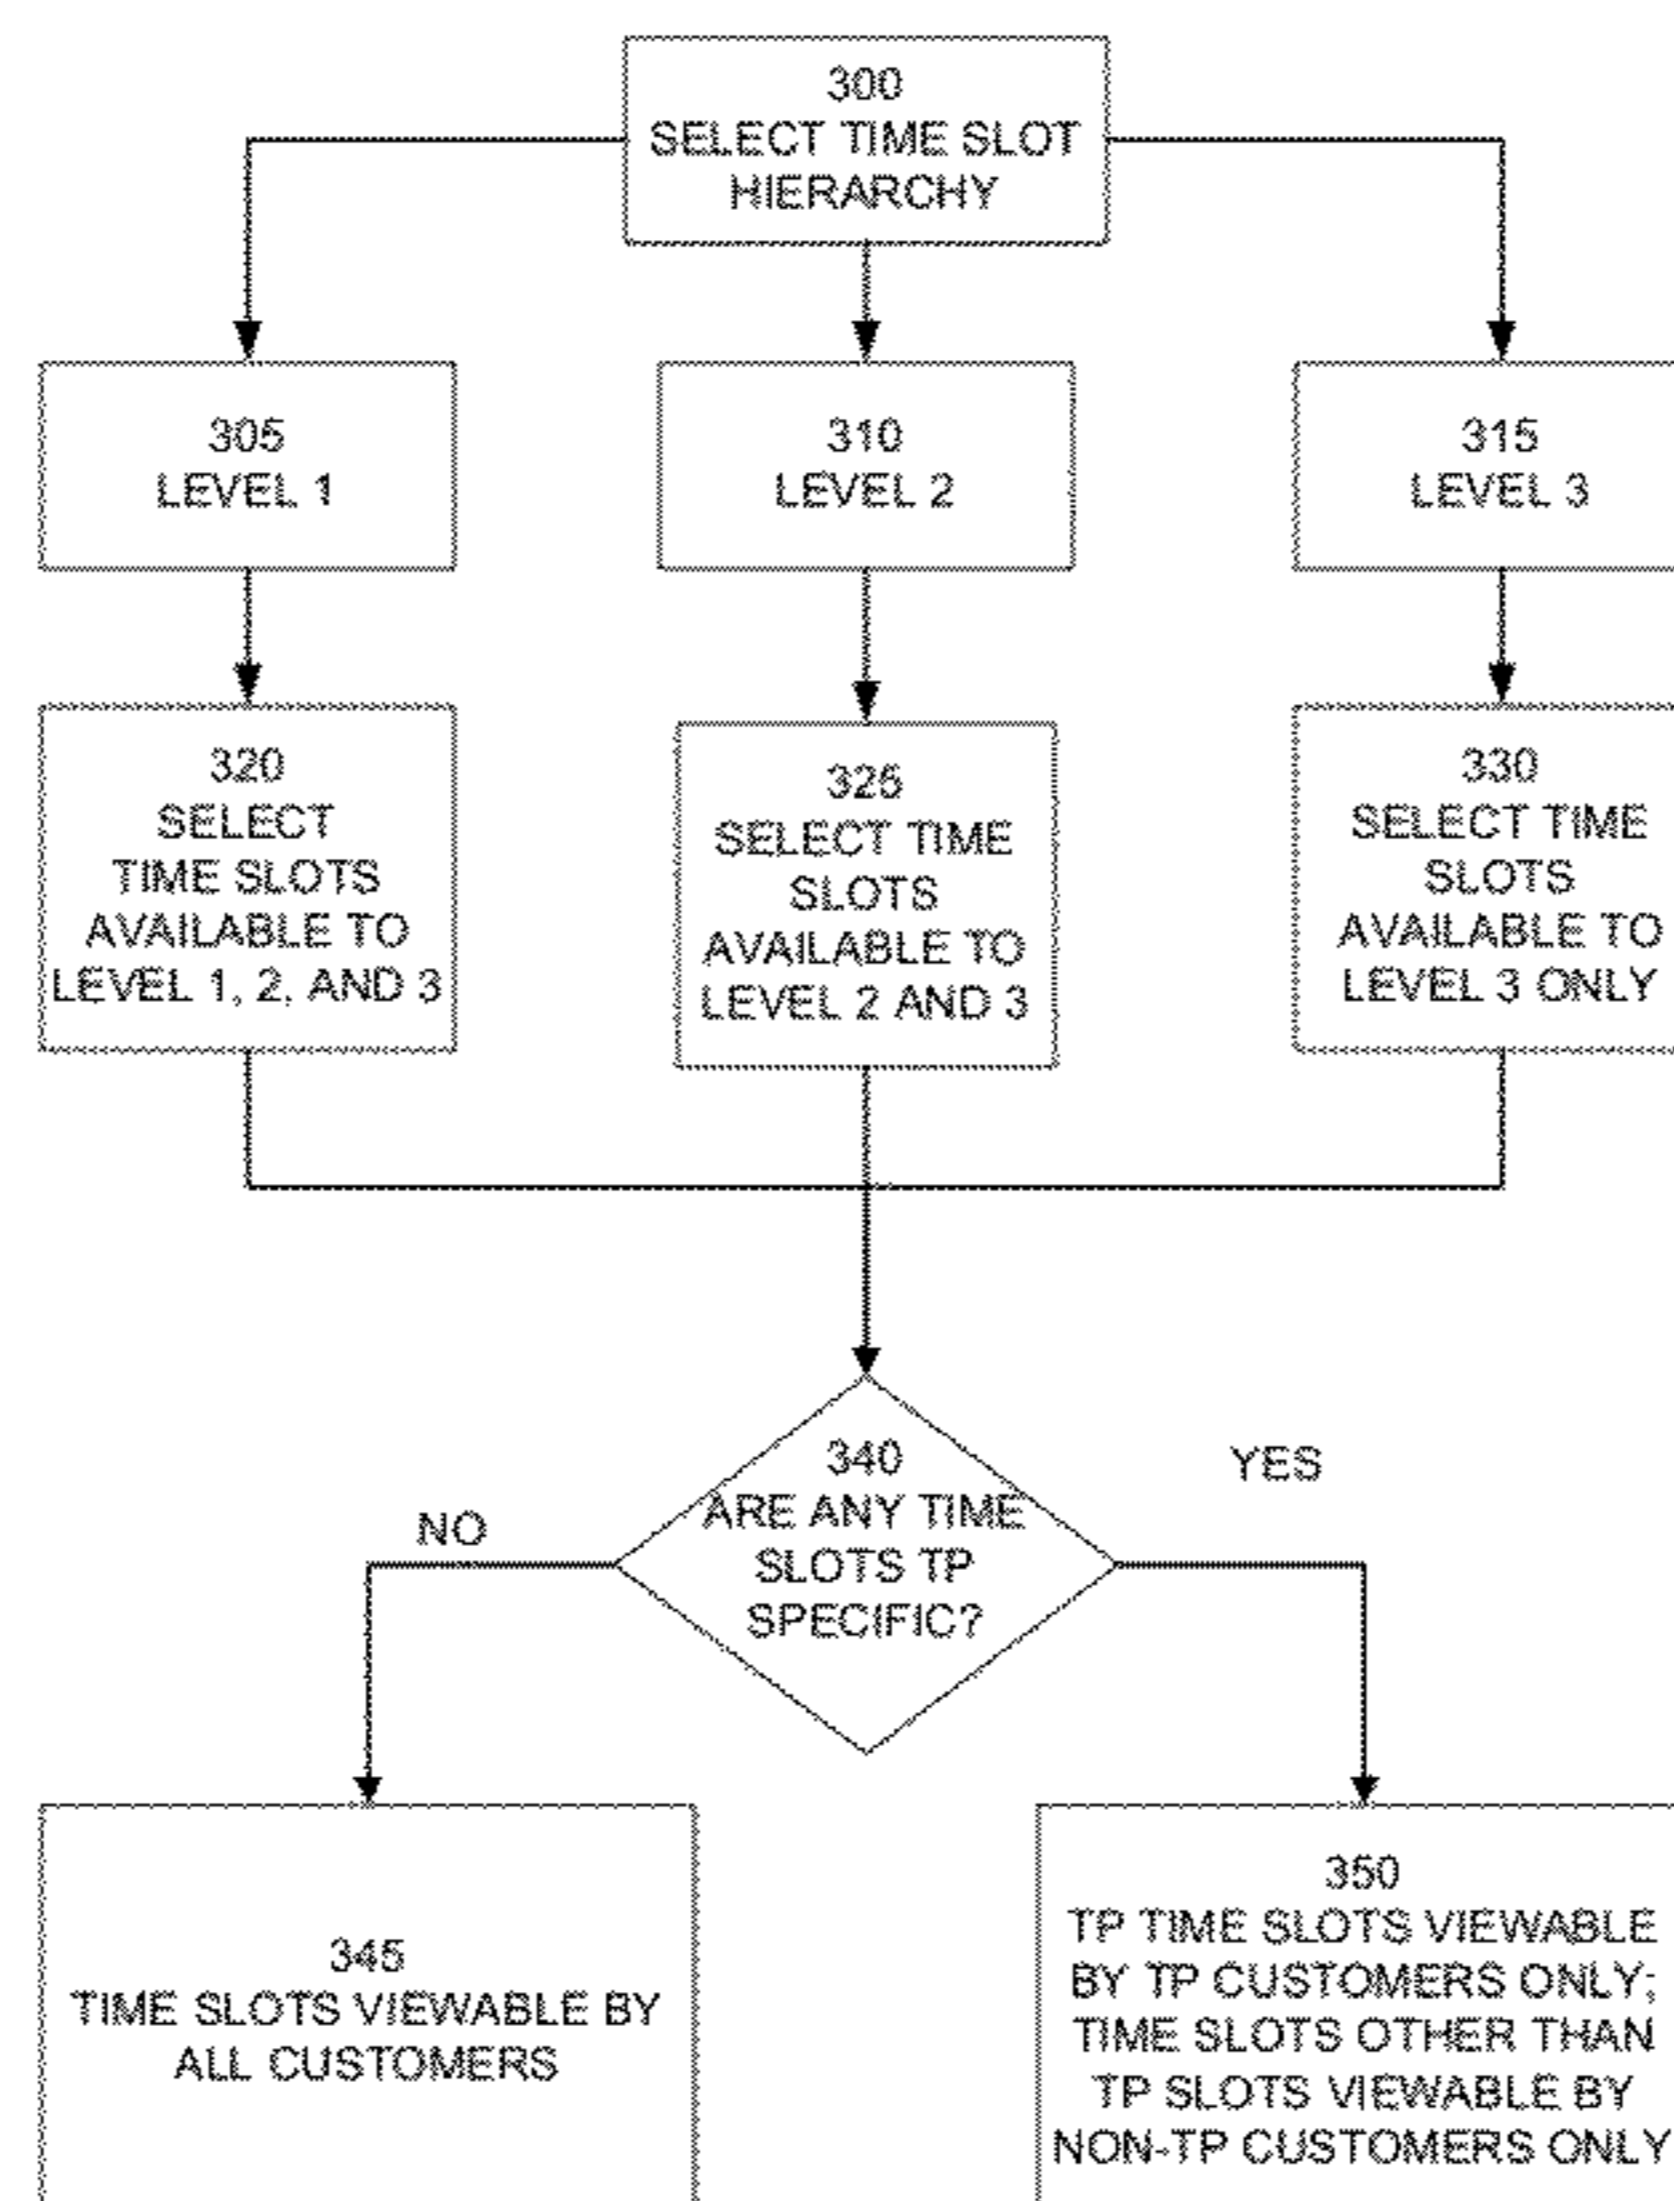 300
SELECT TIME SLOT
HIERARCHY
305
LEVEL 1
310
LEVEL 2
315
LEVEL 3
320
SELECT
TIME SLOTS
AVAILABLE TO
LEVEL 1, 2, AND 3
325
SELECT TIME
SLOTS
AVAILABLE TO
LEVEL 2 AND 3
330
SELECT TIME
SLOTS
AVAILABLE TO
LEVEL 3 ONLY
340
ARE ANY TIME
SLOTS TP
SPECIFIC?
NO
YES
345
TIME SLOTS VIEWABLE BY
ALL CUSTOMERS
350
TP TIME SLOTS VIEWABLE
BY TP CUSTOMERS ONLY;
TIME SLOTS OTHER THAN
TP SLOTS VIEWABLE BY
NON-TP CUSTOMERS ONLY